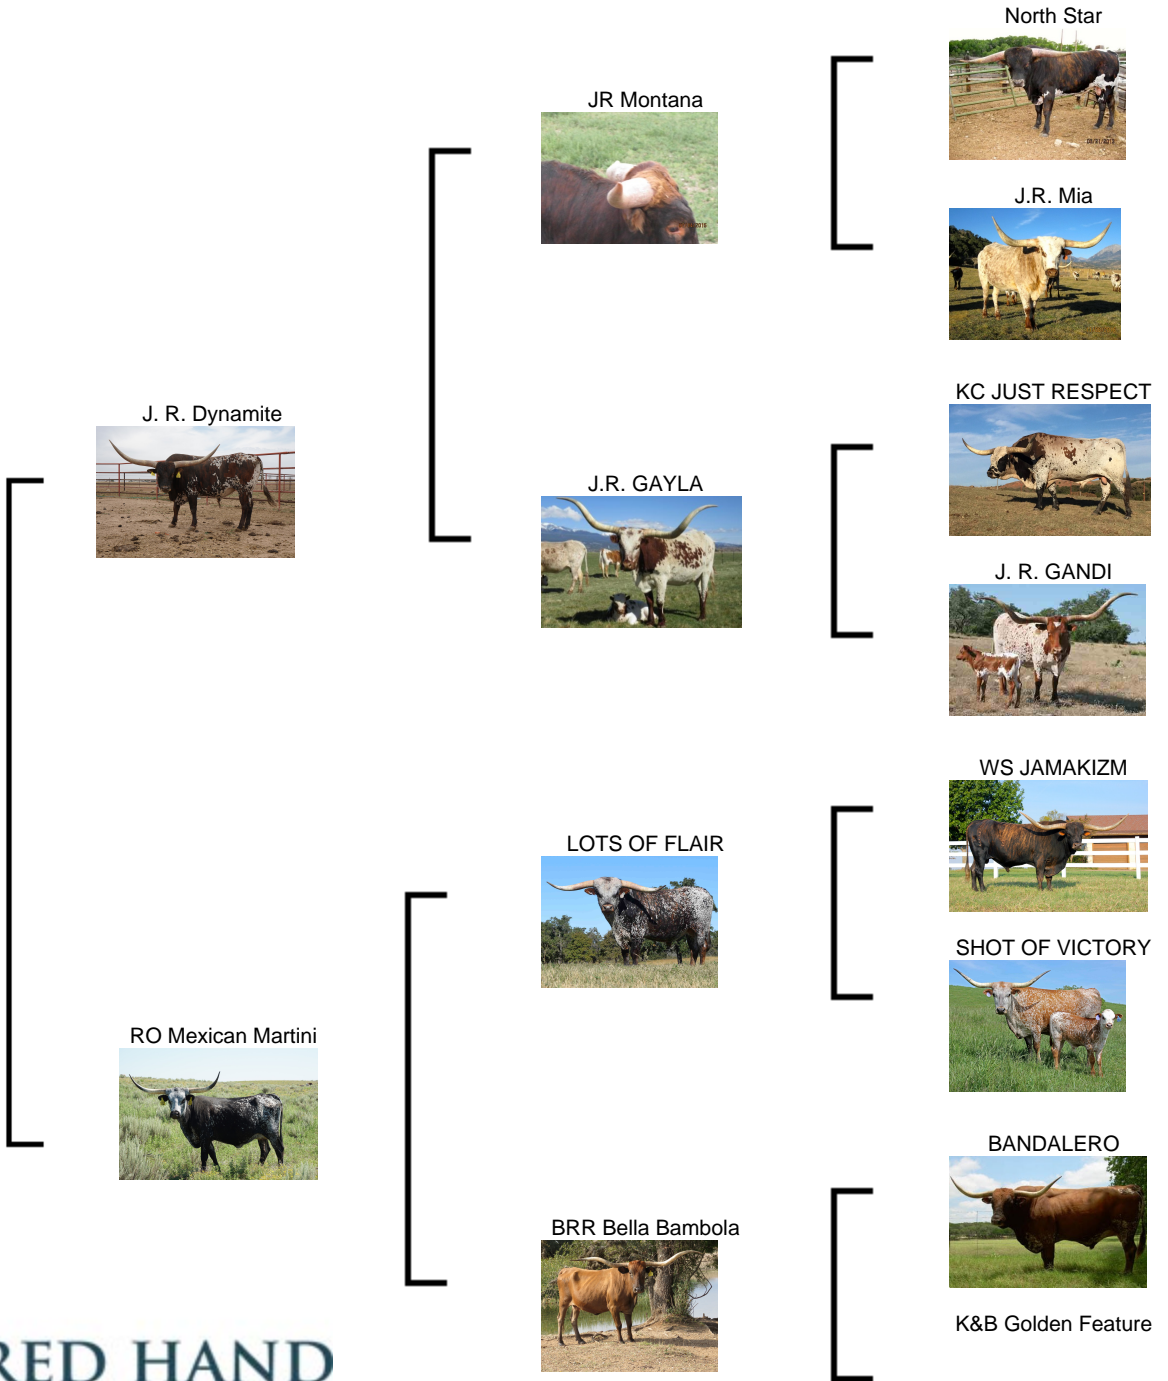 North Star
JR Montana
J.R. Mia
KC JUST RESPECT
J. R. Dynamite
J.R. GAYLA
J. R. GANDI
WS JAMAKIZM
LOTS OF FLAIR
SHOT OF VICTORY
RO Mexican Martini
BANDALERO
BRR Bella Bambola
K&B Golden Feature
RED HAND